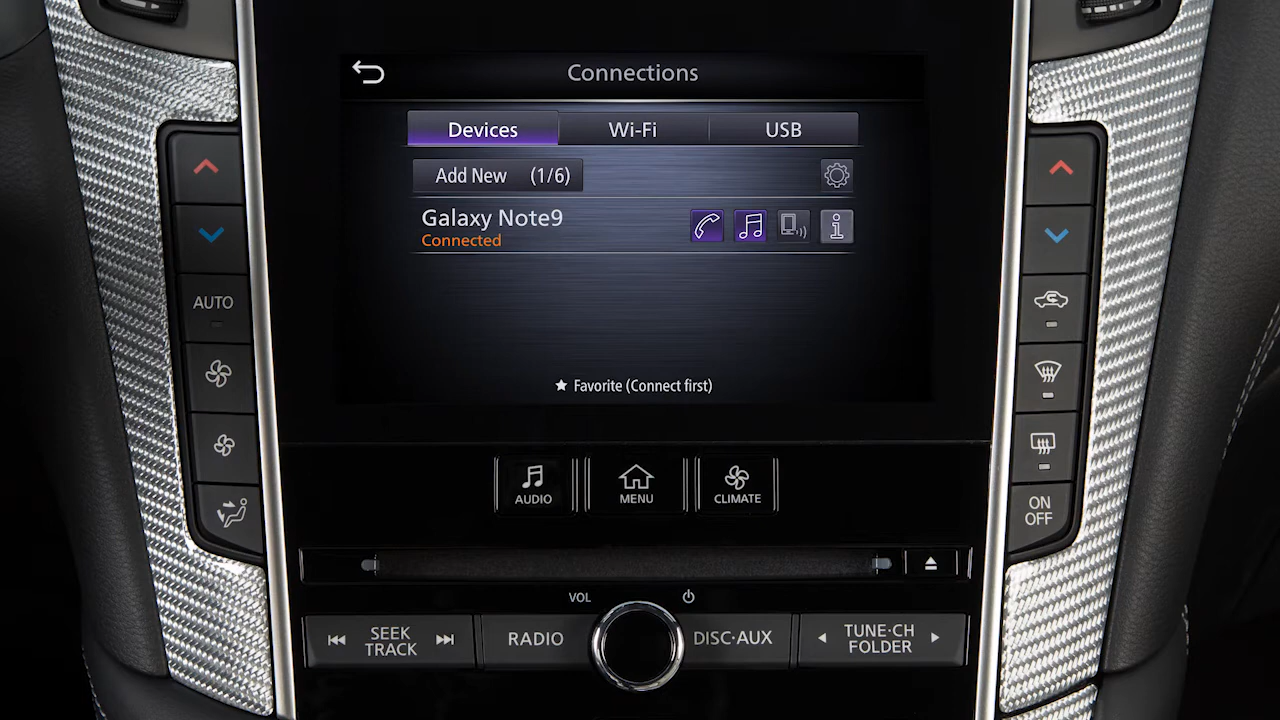 Connections
Devices
Wi-Fi
USB
Add New (1/6)
Galaxy Note9
Connected
★ Favorite (Connect first)
AUTO
ON
OFF
AUDIO
MENU
CLIMATE
VOL
SEEK
TRACK
RADIO
DISC·AUX
TUNE·CH
FOLDER